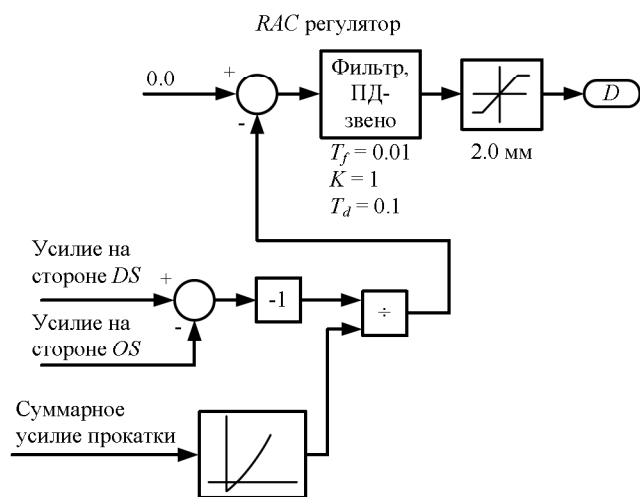 RAC регулятор
0.0
+
-
Фильтр,
ПД-
звено
D
T_f = 0.01
K = 1
T_d = 0.1
2.0 мм
Усилие на
стороне DS
+
-
-1
÷
Усилие на
стороне OS
Суммарное
усилие прокатки